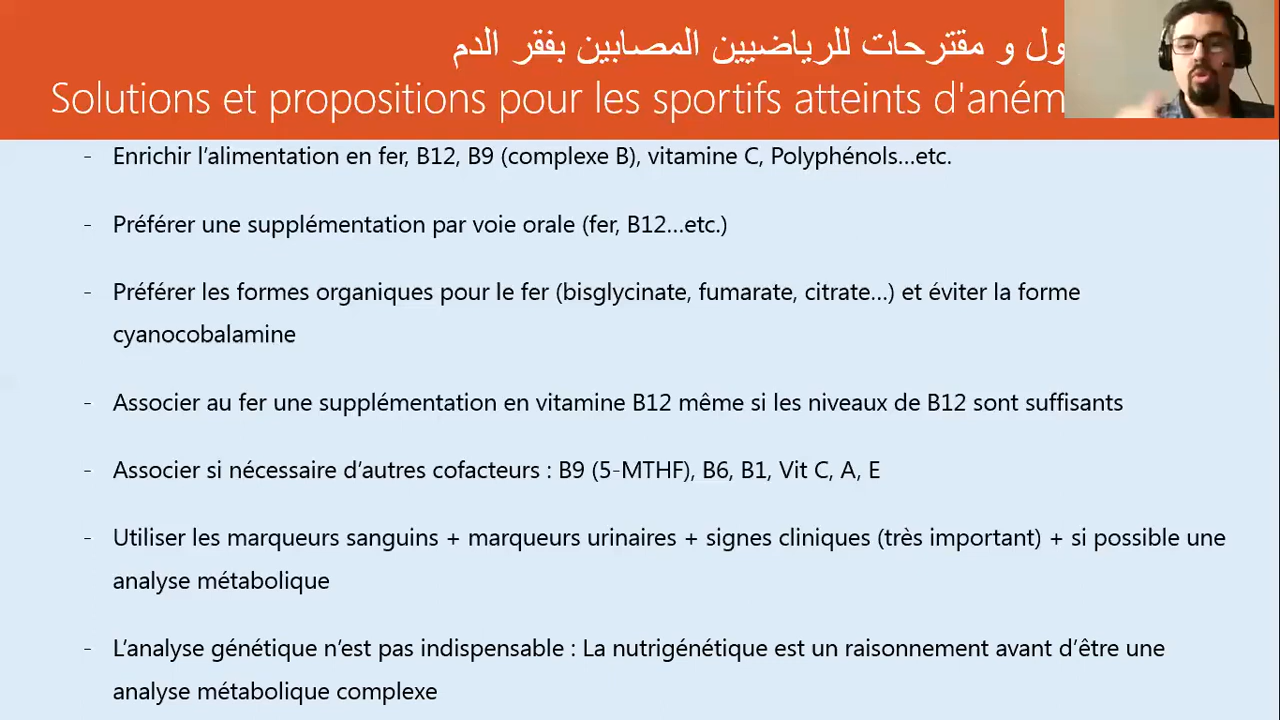 ول و مقترحات للرياضيين المصابين بفقر الدم
Solutions et propositions pour les sportifs atteints d'aném
- Enrichir l’alimentation en fer, B12, B9 (complexe B), vitamine C, Polyphénols…etc.
- Préférer une supplémentation par voie orale (fer, B12…etc.)
- Préférer les formes organiques pour le fer (bisglycinate, fumarate, citrate…) et éviter la forme
cyanocobalamine
- Associer au fer une supplémentation en vitamine B12 même si les niveaux de B12 sont suffisants
- Associer si nécessaire d’autres cofacteurs : B9 (5-MTHF), B6, B1, Vit C, A, E
- Utiliser les marqueurs sanguins + marqueurs urinaires + signes cliniques (très important) + si possible une
analyse métabolique
- L’analyse génétique n’est pas indispensable : La nutrigénétique est un raisonnement avant d’être une
analyse métabolique complexe